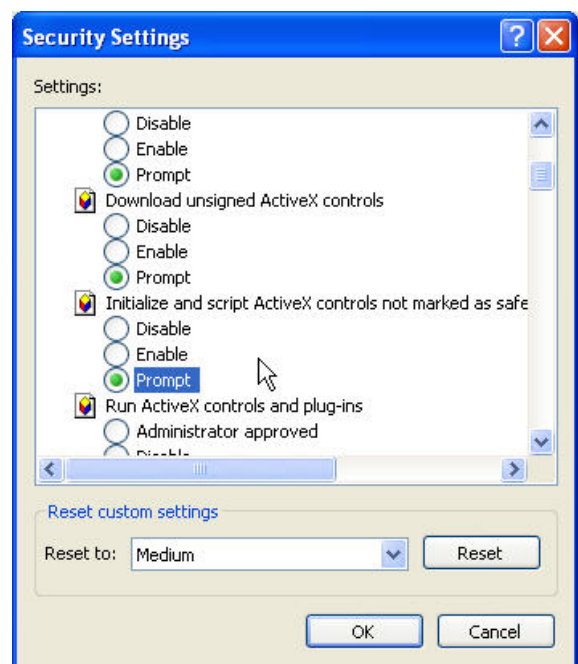 Security Settings
Settings:
Disable
Enable
Prompt
Download unsigned ActiveX controls
Disable
Enable
Prompt
Initialize and script ActiveX controls not marked as safe
Disable
Enable
Prompt
Run ActiveX controls and plug-ins
Administrator approved
Disable
Reset custom settings
Reset to: Medium Reset
OK Cancel